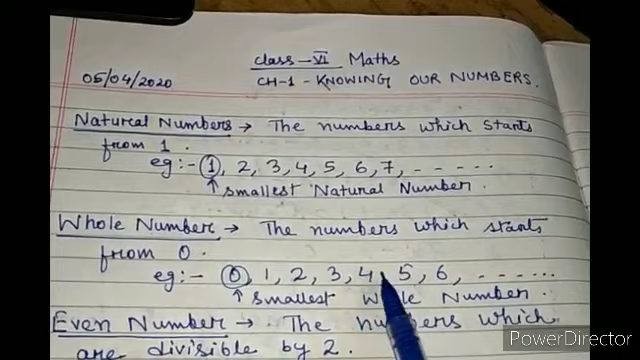 Class - VI Maths
05/04/2020
CH-1 - KNOWING OUR NUMBERS.
Natural Numbers → The numbers which starts
from 1.
eg:- 1, 2, 3, 4, 5, 6, 7, - - - - -.
↑ smallest Natural Number.
Whole Number → The numbers which starts
from 0.
eg:- 0, 1, 2, 3, 4, 5, 6, - - - - ...
↑ smallest Whole Number.
Even Number → The numbers which
are divisible by 2.
PowerDirector